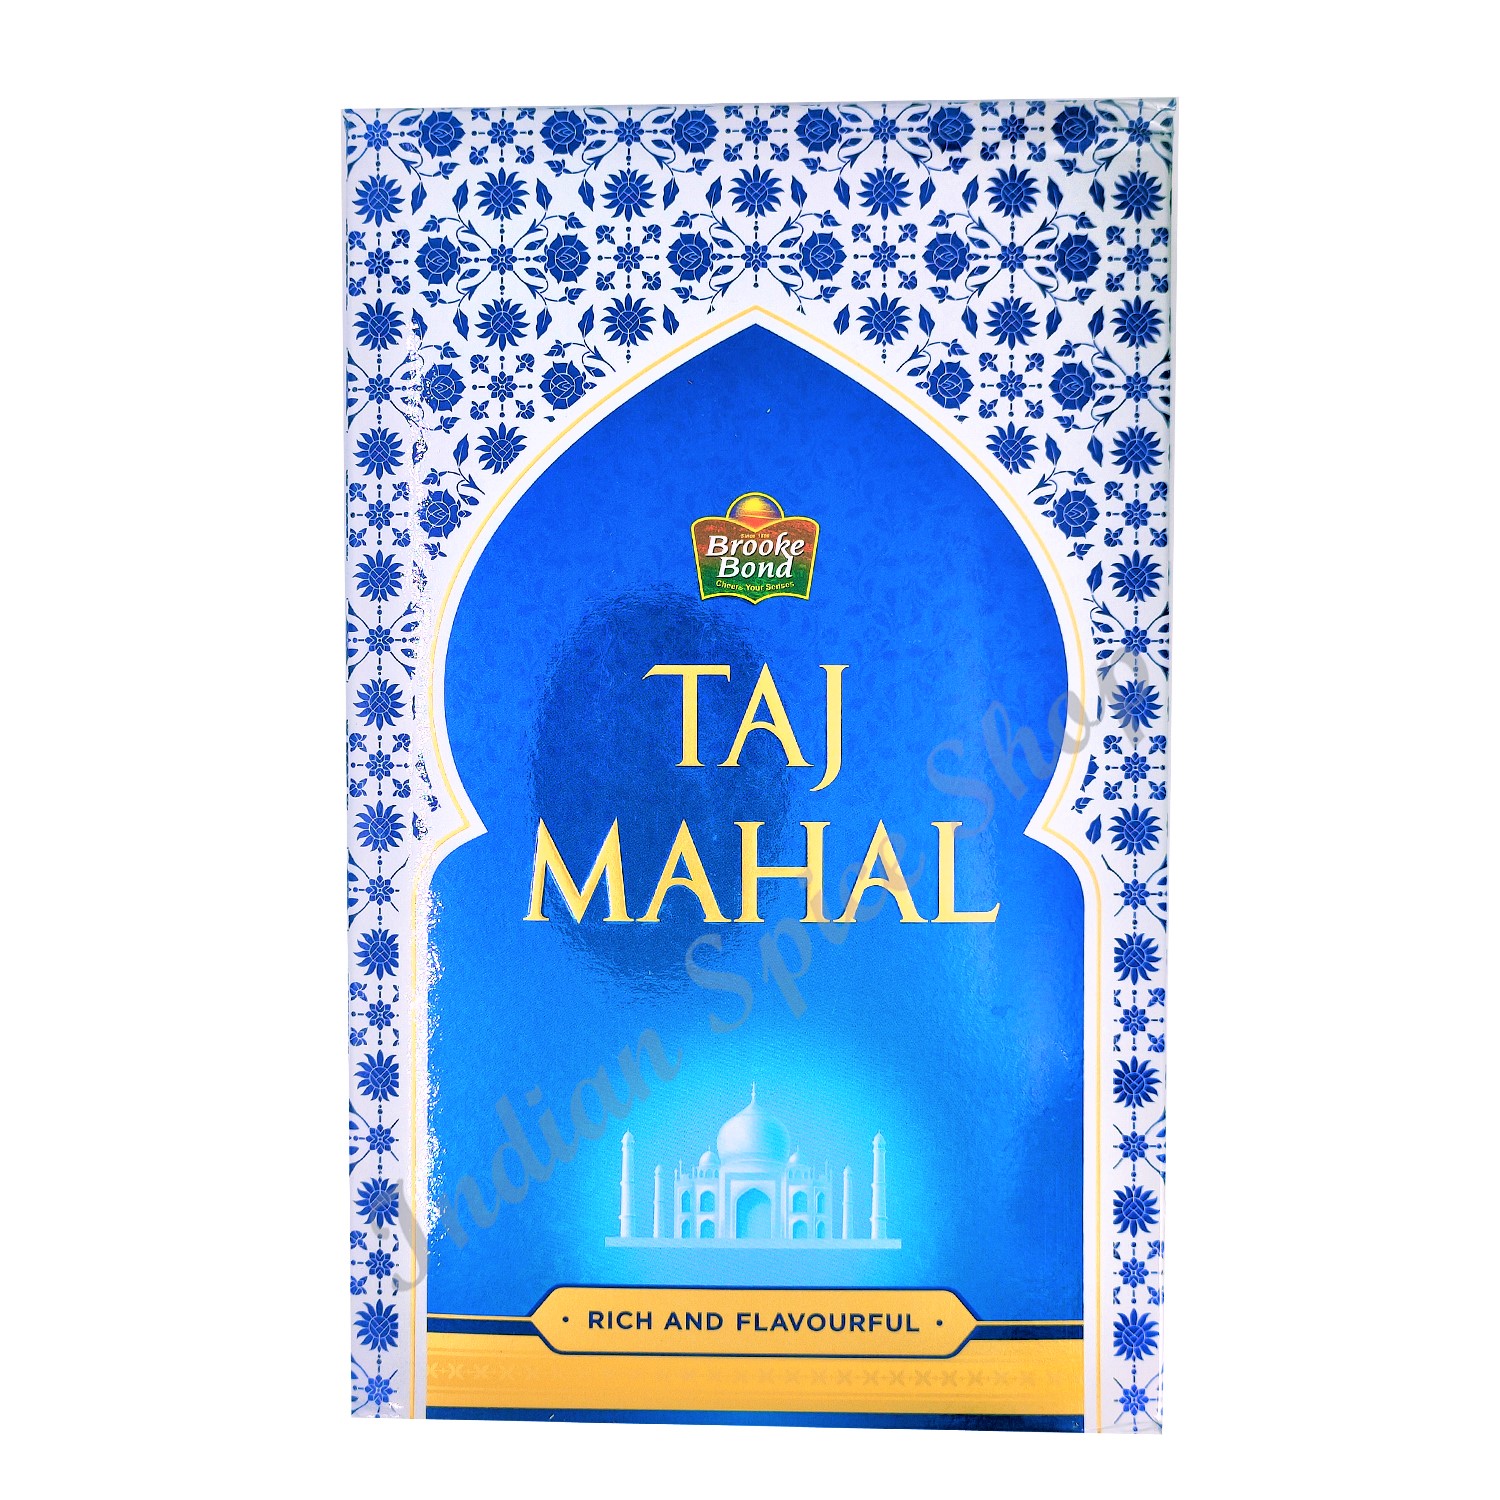 Brooke
Bond
Cheers Your Senses
TAJ
MAHAL
• RICH AND FLAVOURFUL •
Indian Spice Shop